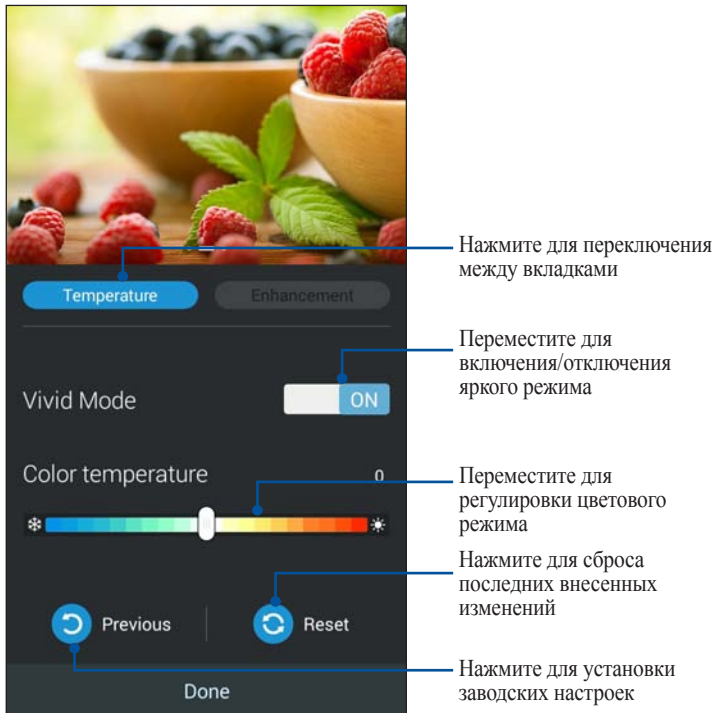 Нажмите для переключения
между вкладками
Temperature
Enhancement
Переместите для
включения/отключения
яркого режима
Vivid Mode
ON
Color temperature
0
Переместите для
регулировки цветового
режима
Нажмите для сброса
последних внесенных
изменений
Previous
Reset
Нажмите для установки
заводских настроек
Done